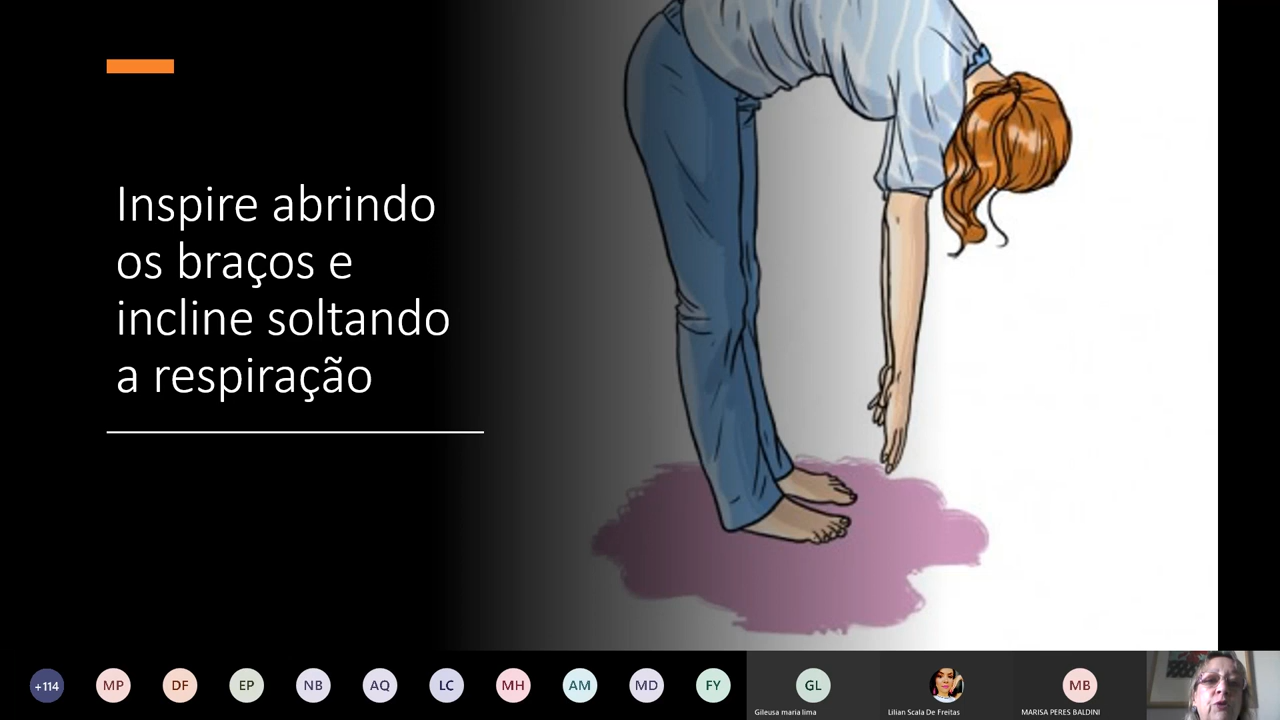 Inspire abrindo
os braços e
incline soltando
a respiração
+114
MP
DF
EP
NB
AQ
LC
MH
AM
MD
FY
GL
MB
Gileusa maria lima
Lilian Scala De Freitas
MARISA PERES BALDINI